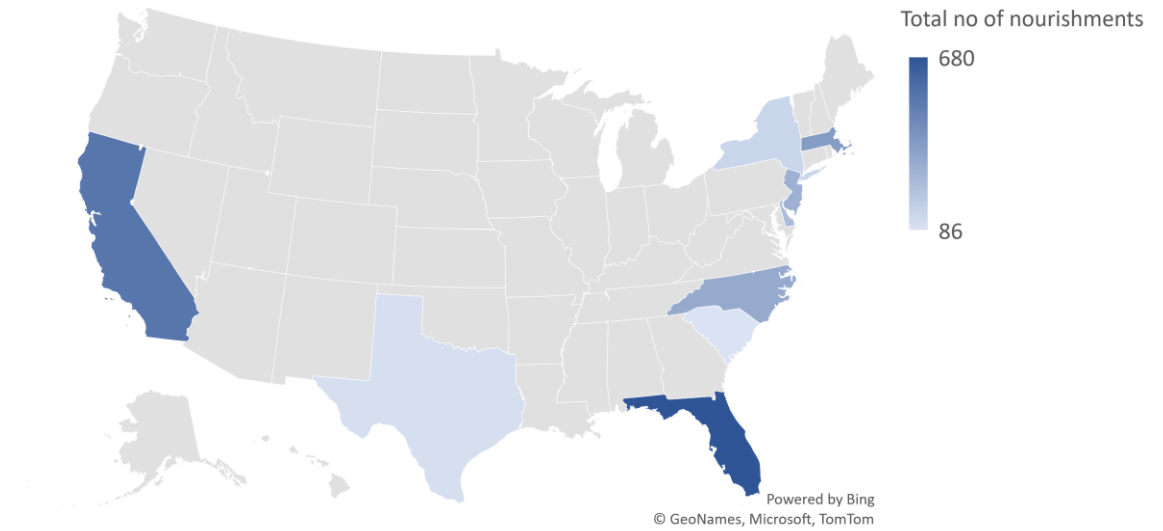 Total no of nourishments
680
86
Powered by Bing
© GeoNames, Microsoft, TomTom